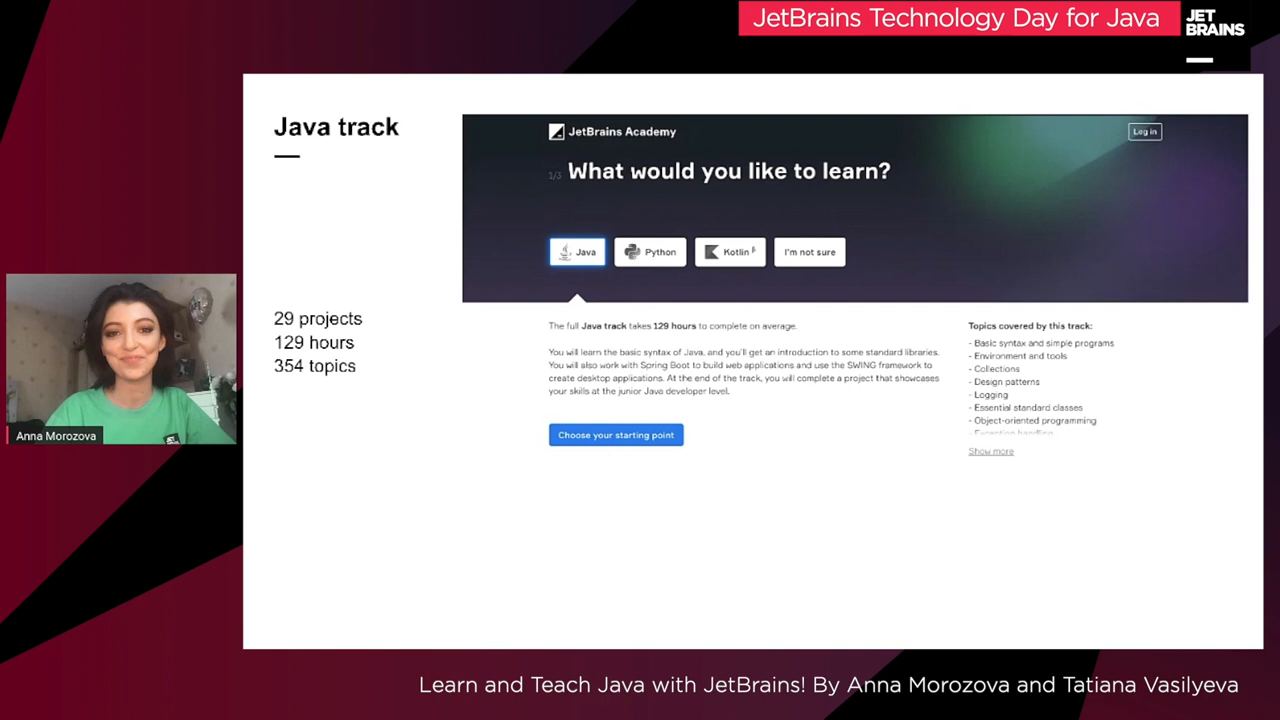 JetBrains Technology Day for Java
JET
BRAINS
Java track
JetBrains Academy
Log in
1/3 What would you like to learn?
Java
Python
Kotlin β
I'm not sure
29 projects
129 hours
354 topics
The full Java track takes 129 hours to complete on average.
You will learn the basic syntax of Java, and you'll get an introduction to some standard libraries.
You will also work with Spring Boot to build web applications and use the SWING framework to
create desktop applications. At the end of the track, you will complete a project that showcases
your skills at the junior Java developer level.
Choose your starting point
Topics covered by this track:
- Basic syntax and simple programs
- Environment and tools
- Collections
- Design patterns
- Logging
- Essential standard classes
- Object-oriented programming
- Exception handling
Show more
Anna Morozova
Learn and Teach Java with JetBrains! By Anna Morozova and Tatiana Vasilyeva